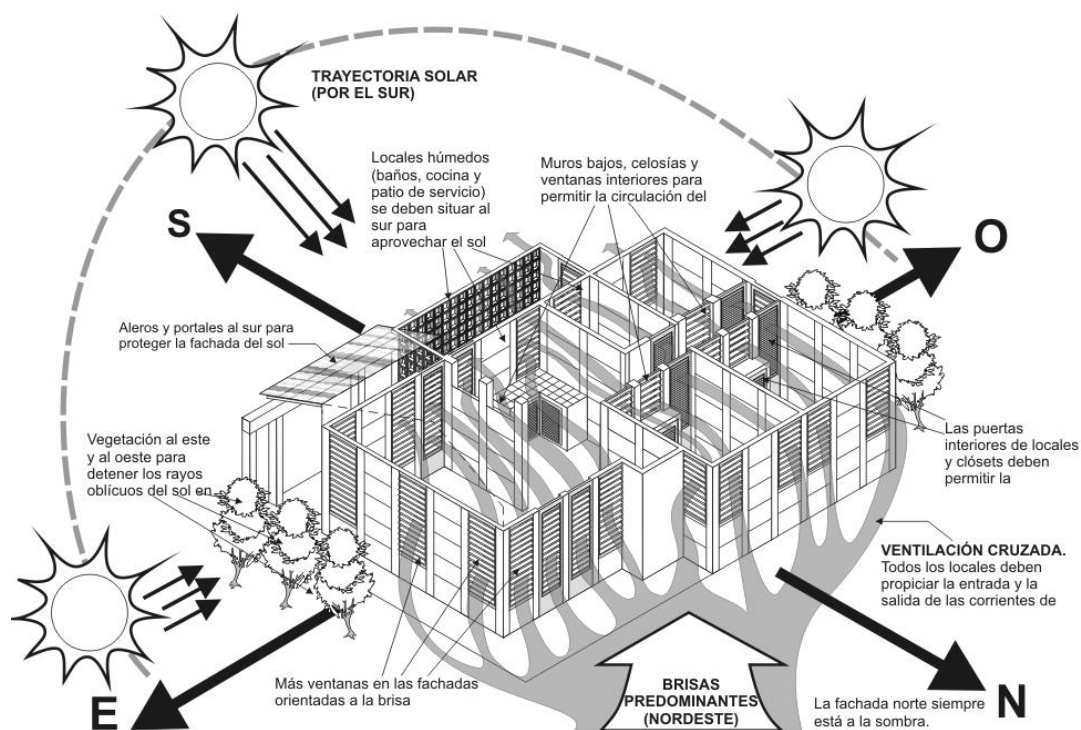 TRAYECTORIA SOLAR
(POR EL SUR)
Locales húmedos
(baños, cocina y
patio de servicio)
se deben situar al
sur para
aprovechar el sol
Muros bajos, celosías y
ventanas interiores para
permitir la circulación del
S
O
Aleros y portales al sur para
proteger la fachada del sol
Vegetación al este
y al oeste para
detener los rayos
oblícuos del sol en
Las puertas
interiores de locales
y clósets deben
permitir la
VENTILACIÓN CRUZADA.
Todos los locales deben
propiciar la entrada y la
salida de las corrientes de
E
Más ventanas en las fachadas
orientadas a la brisa
BRISAS
PREDOMINANTES
(NORDESTE)
La fachada norte siempre
está a la sombra.
N